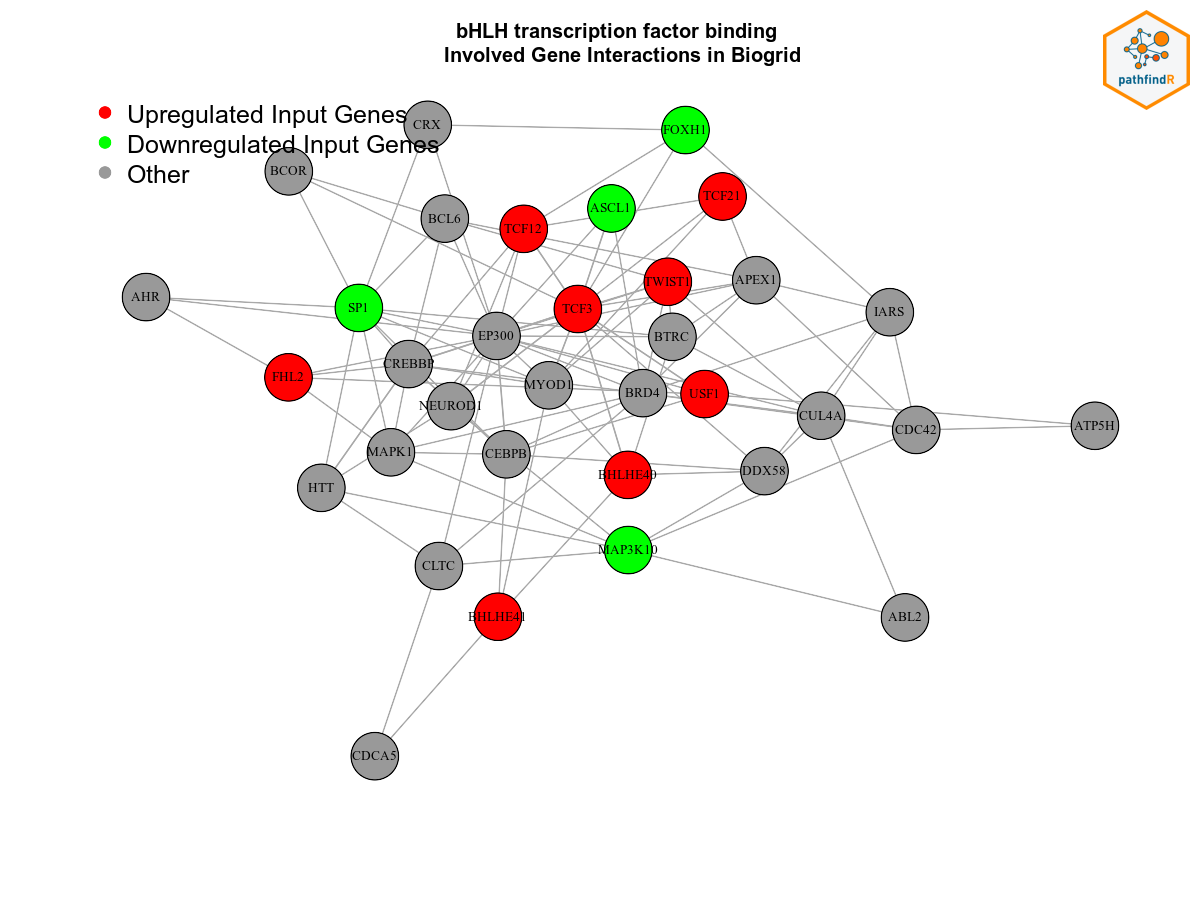 bHLH transcription factor binding
Involved Gene Interactions in Biogrid
pathfindR
Upregulated Input Genes
Downregulated Input Genes
Other
CRX
FOXH1
BCOR
TCF21
ASCL1
BCL6
TCF12
TWIST1
APEX1
AHR
SP1
TCF3
IARS
EP300
BTRC
CREBBP
FHL2
MYOD1
BRD4
USF1
NEUROD1
CUL4A
CDC42
ATP5H
MAPK1
CEBPB
BHLHE40
DDX58
HTT
MAP3K10
CLTC
BHLHE41
ABL2
CDCA5